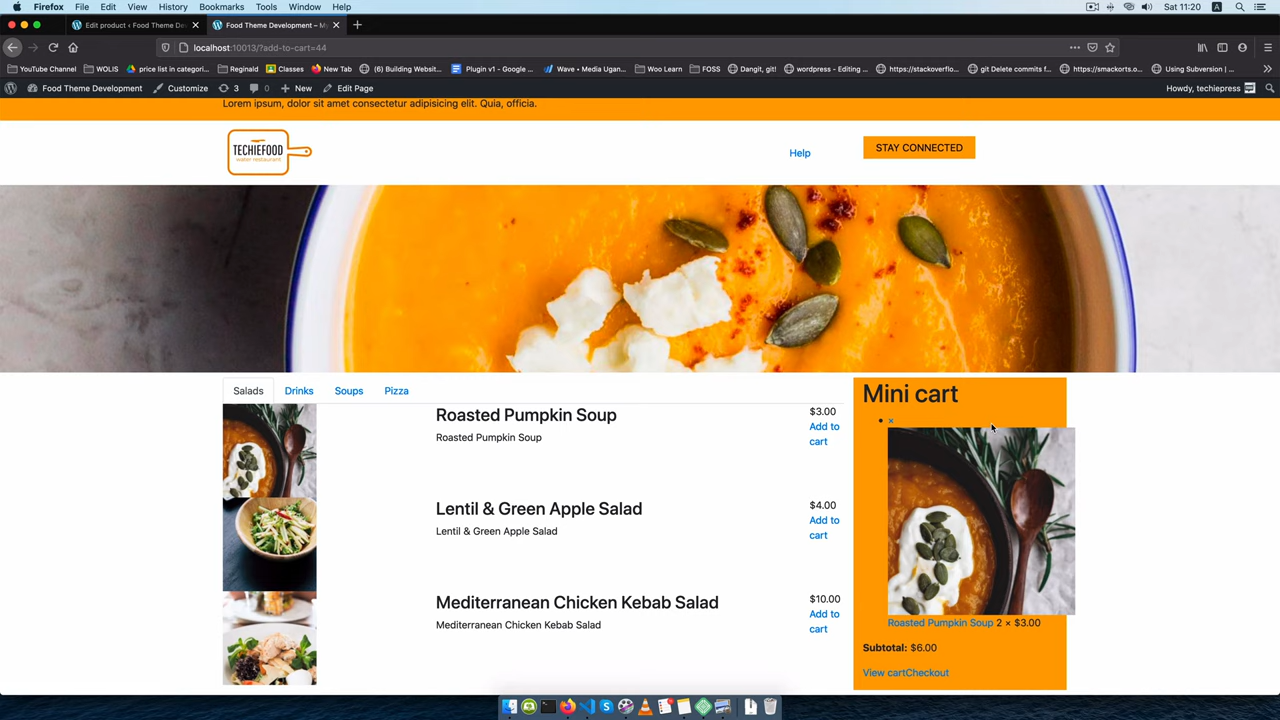 Firefox File Edit View History Bookmarks Tools Window Help Sat 11:20 A
Edit product ‹ Food Theme De... × Food Theme Development – My × +
localhost:10013/?add-to-cart=44
YouTube Channel WOLIS price list in categori... Reginald Classes New Tab (6) Building Websit... Plugin v1 - Google ... Wave • Media Ugan... Woo Learn FOSS Dangit, git! wordpress - Editing ... https://stackoverflo... git Delete commits f... https://smackorts.o... Using Subversion | ...
Food Theme Development Customize 3 0 New Edit Page Howdy, techiepress
Lorem ipsum, dolor sit amet consectetur adipisicing elit. Quia, officia.
TECHIEFOOD
water restaurant
Help
STAY CONNECTED
Salads Drinks Soups Pizza
Roasted Pumpkin Soup
Roasted Pumpkin Soup
$3.00
Add to
cart
Lentil & Green Apple Salad
Lentil & Green Apple Salad
$4.00
Add to
cart
Mediterranean Chicken Kebab Salad
Mediterranean Chicken Kebab Salad
$10.00
Add to
cart
Mini cart
×
Roasted Pumpkin Soup 2 × $3.00
Subtotal: $6.00
View cartCheckout